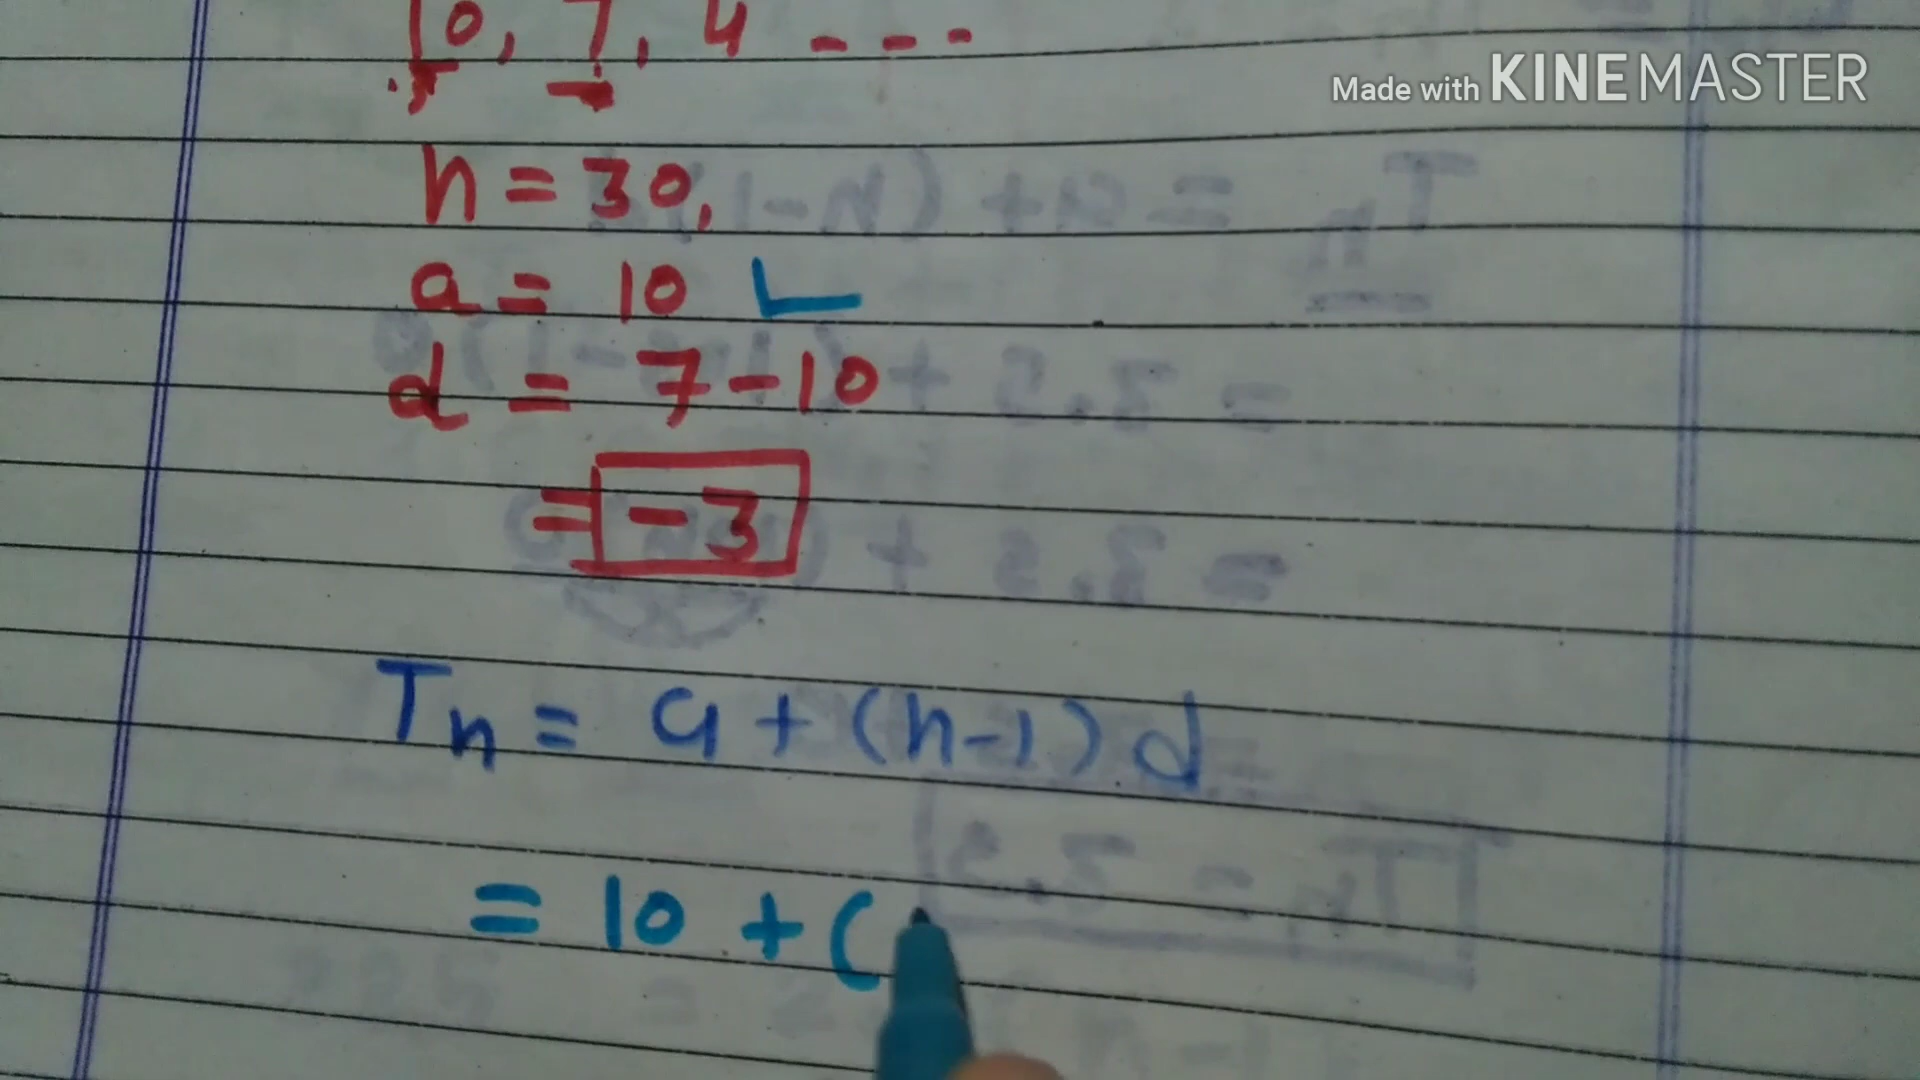 10, 7, 4 ---
Made with KINEMASTER
n = 30,
a = 10
d = 7-10
= -3
Tn = a + (n-1) d
= 10 + (